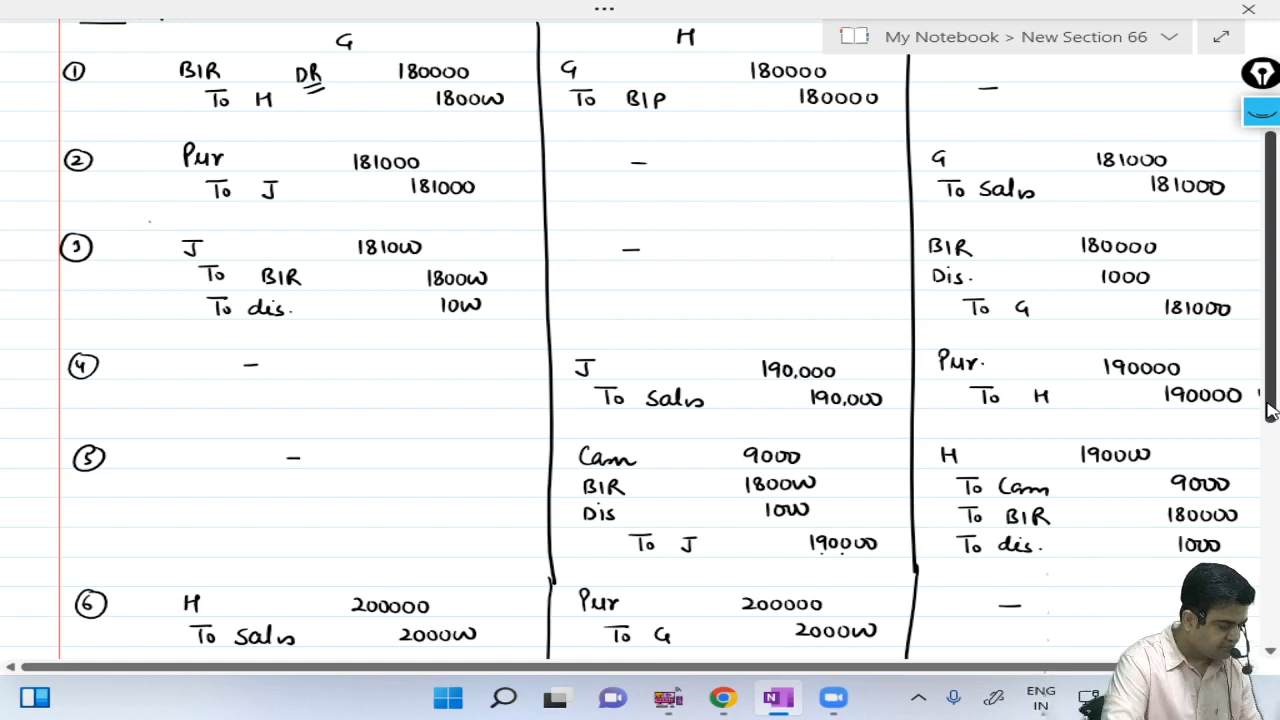 My Notebook > New Section 66
G H
① BIR DR 180000 G 180000 -
To H 180000 To BIP 180000
② Pur 181000 - G 181000
To J 181000 To Sales 181000
③ J 181000 - BIR 180000
To BIR 180000 Dis. 1000
To dis. 1000 To G 181000
④ - J 190,000 Pur. 190000
To Sales 190,000 To H 190000
⑤ - Cam 9000 H 190000
BIR 180000 To Cam 9000
Dis 1000 To BIR 180000
To J 190000 To dis. 1000
⑥ H 200000 Pur 200000 -
To Sales 200000 To G 200000
ENG
IN